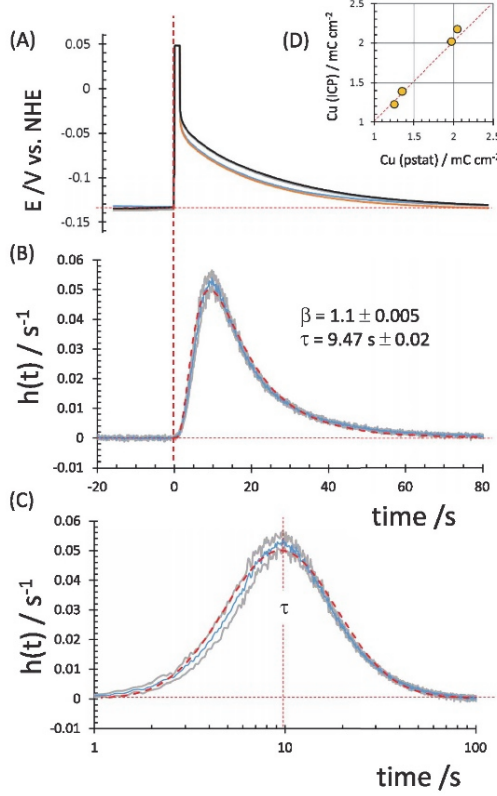 (A)
E /V vs. NHE
0.05
0
-0.05
-0.1
-0.15
(D)
Cu (ICP) / mC cm⁻²
2.5
2
1.5
1
1 1.5 2 2.5
Cu (pstat) / mC cm⁻²
(B)
h(t) / s⁻¹
0.06
0.05
0.04
0.03
0.02
0.01
0
-0.01
β = 1.1 ± 0.005
τ = 9.47 s ± 0.02
-20 0 20 40 60 80
time /s
(C)
h(t) / s⁻¹
0.06
0.05
0.04
0.03
0.02
0.01
0
-0.01
τ
1 10 100
time /s